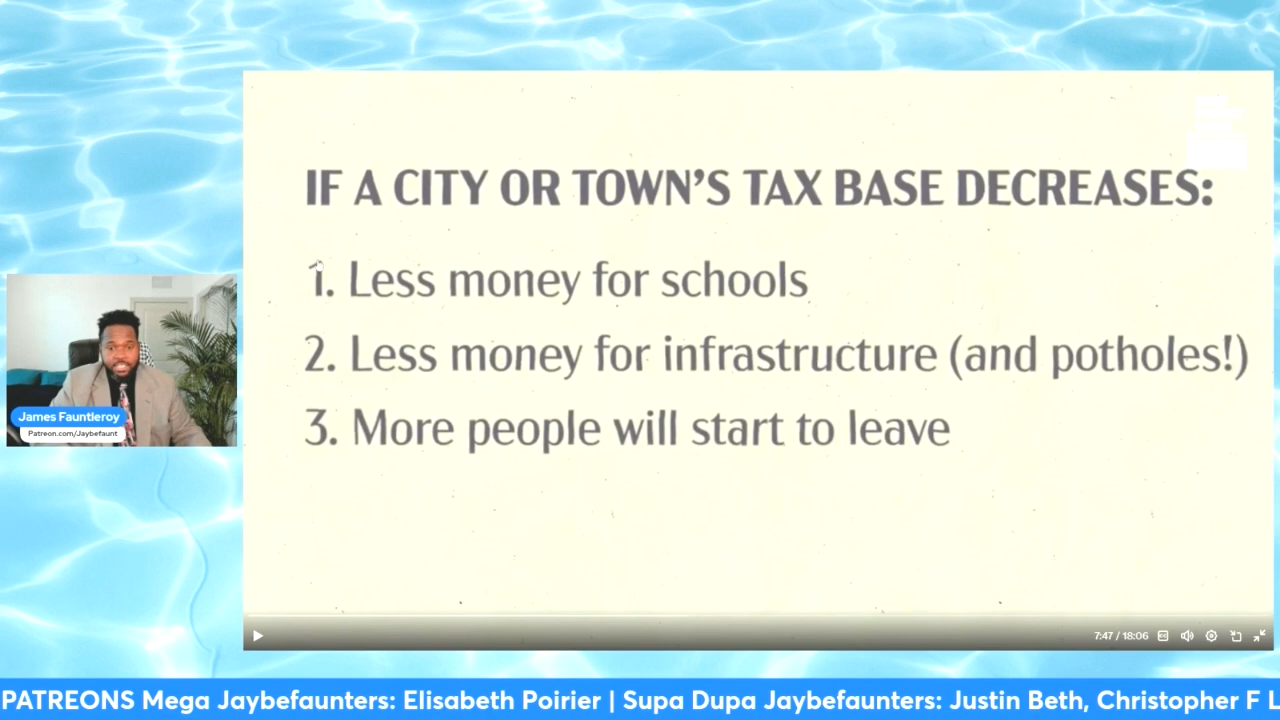 IF A CITY OR TOWN'S TAX BASE DECREASES:
1. Less money for schools
2. Less money for infrastructure (and potholes!)
3. More people will start to leave
James Fauntleroy
Patreon.com/Jaybefaunt
7:47 / 18:06
PATREONS Mega Jaybefaunters: Elisabeth Poirier | Supa Dupa Jaybefaunters: Justin Beth, Christopher F L